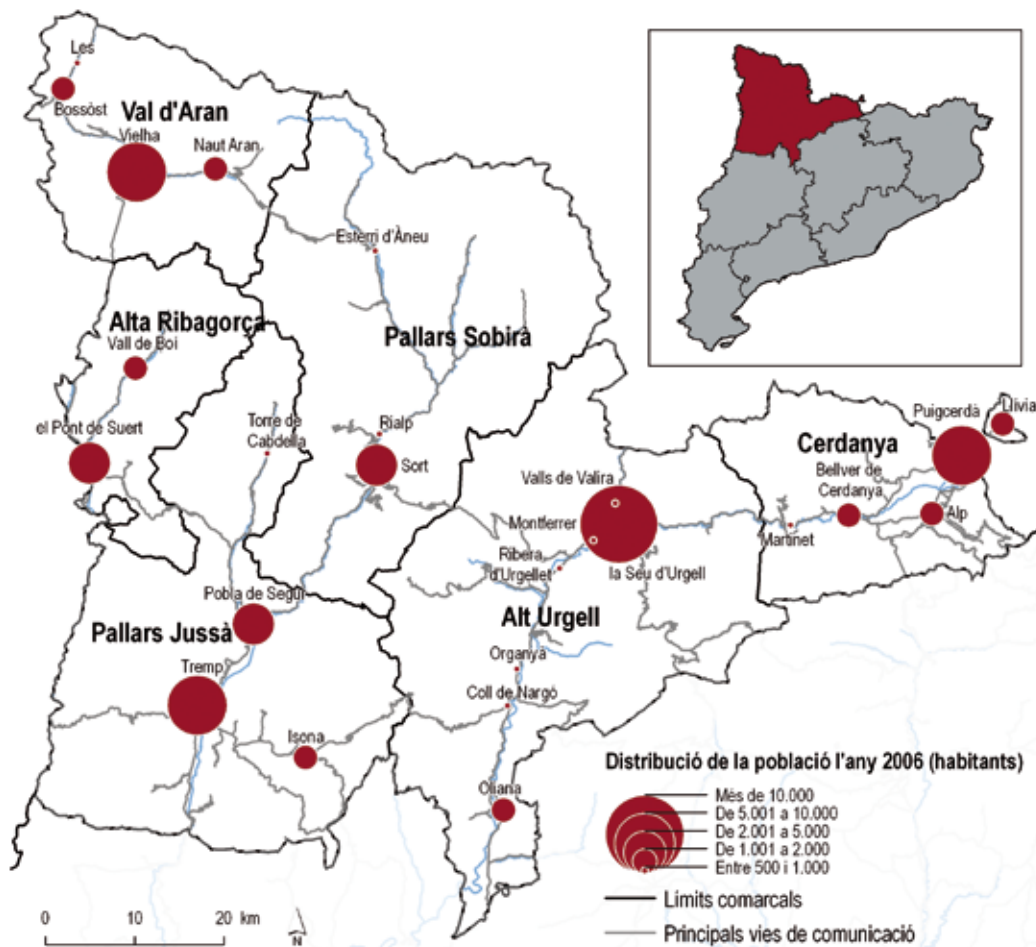 Les
Bossòst
Val d'Aran
Vielha
Naut Aran
Esterri d'Àneu
Alta Ribagorça
Vall de Boi
Pallars Sobirà
el Pont de Suert
Torre de
Cabdella
Rialp
Sort
Puigcerdà
Llívia
Cerdanya
Bellver de
Cerdanya
Alp
Martinet
Valls de Valira
Montferrer
Ribera
d'Urgellet
la Seu d'Urgell
Alt Urgell
Pobla de Segur
Pallars Jussà
Tremp
Isona
Organyà
Coll de Nargó
Oliana
Distribució de la població l'any 2006 (habitants)
Més de 10.000
De 5.001 a 10.000
De 2.001 a 5.000
De 1.001 a 2.000
Entre 500 i 1.000
Límits comarcals
Principals vies de comunicació
0 10 20 km
N